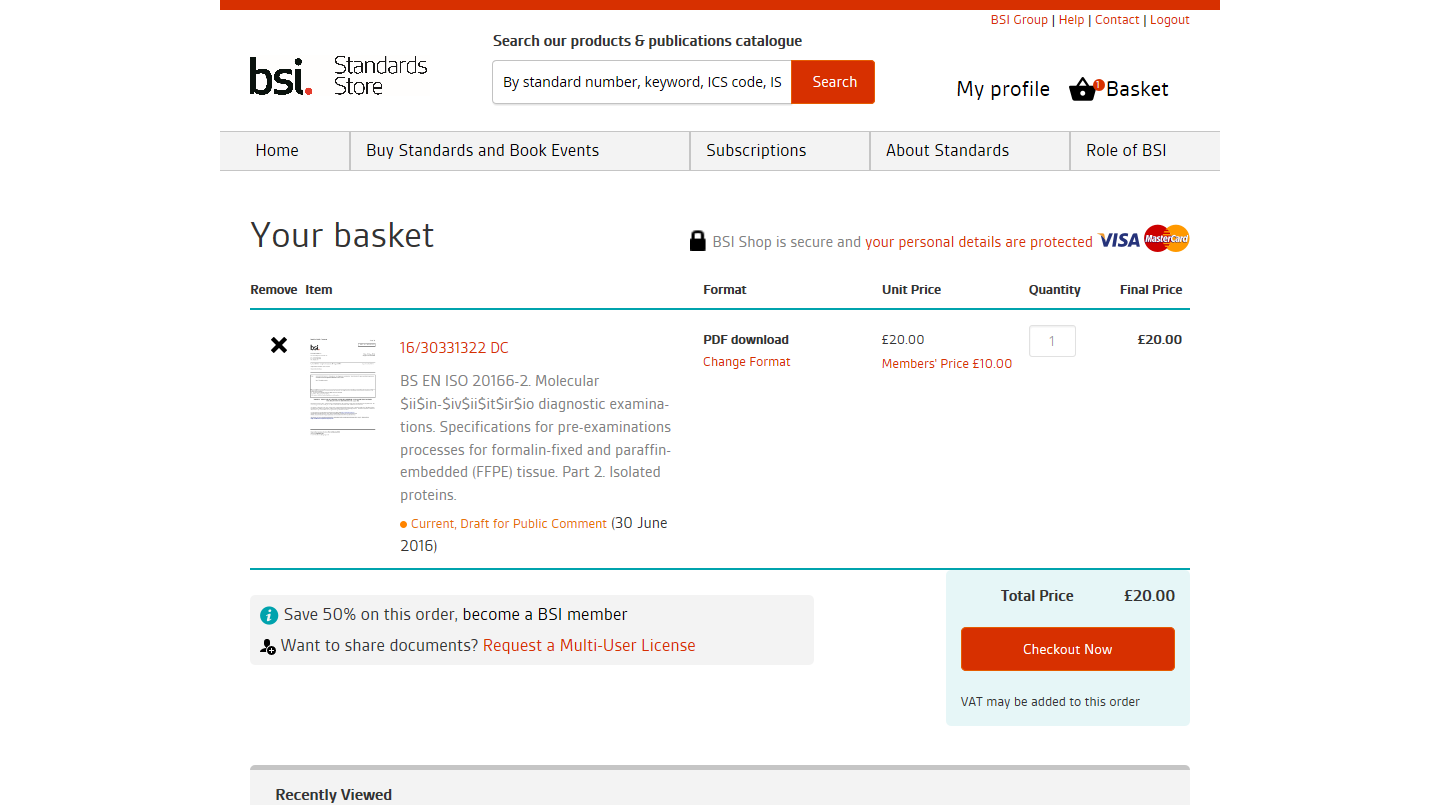 BSI Group | Help | Contact | Logout
Search our products & publications catalogue
bsi. Standards Store
By standard number, keyword, ICS code, IS
Search
My profile
1
Basket
Home
Buy Standards and Book Events
Subscriptions
About Standards
Role of BSI
Your basket
BSI Shop is secure and your personal details are protected
VISA MasterCard
Remove Item Format Unit Price Quantity Final Price
16/30331322 DC
BS EN ISO 20166-2. Molecular
$ii$in-$iv$ii$it$ir$io diagnostic examina-
tions. Specifications for pre-examinations
processes for formalin-fixed and paraffin-
embedded (FFPE) tissue. Part 2. Isolated
proteins.
Current, Draft for Public Comment (30 June
2016)
PDF download
Change Format
£20.00
Members' Price £10.00
1
£20.00
Save 50% on this order, become a BSI member
Want to share documents? Request a Multi-User License
Total Price £20.00
Checkout Now
VAT may be added to this order
Recently Viewed